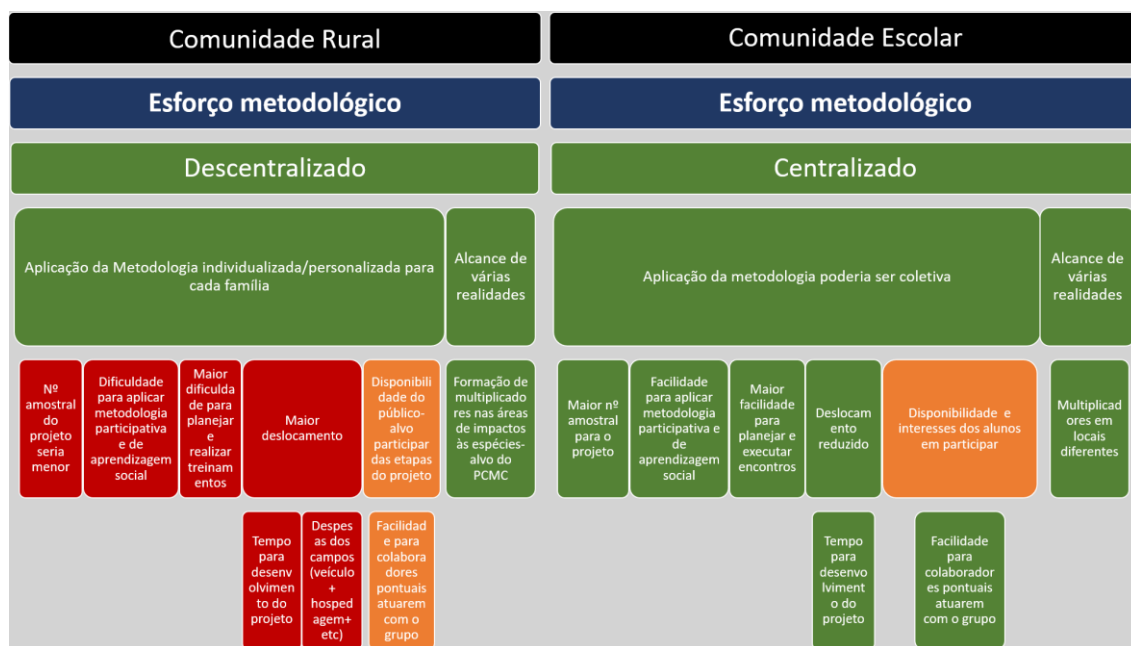 Comunidade Rural
Comunidade Escolar
Esforço metodológico
Esforço metodológico
Descentralizado
Centralizado
Aplicação da Metodologia individualizada/personalizada para
cada família
Alcance de
várias
realidades
Aplicação da metodologia poderia ser coletiva
Alcance de
várias
realidades
Nº
amostral
do
projeto
seria
menor
Dificuldade
para aplicar
metodologia
participativa
e de
aprendizagem
social
Maior
dificulda
de para
planejar
e
realizar
treinam
entos
Maior
deslocamento
Disponibili
dade do
público-
alvo
participar
das etapas
do projeto
Formação de
multiplicado
res nas áreas
de impactos
às espécies-
alvo do
PCMC
Maior nº
amostral
para o
projeto
Facilidade
para aplicar
metodologia
participativa e
de
aprendizagem
social
Maior
facilidade
para
planejar e
executar
encontros
Deslocam
ento
reduzido
Disponibilidade e
interesses dos alunos
em participar
Multiplicad
ores em
locais
diferentes
Tempo
para
desenv
olvimen
to do
projeto
Despe
sas dos
campos
(veículo
+
hosped
agem+
etc)
Facilidad
e para
colabora
dores
pontuais
atuarem
com o
grupo
Tempo
para
desenvo
lviment
o do
projeto
Facilidade
para
colaborador
es pontuais
atuarem
com o grupo